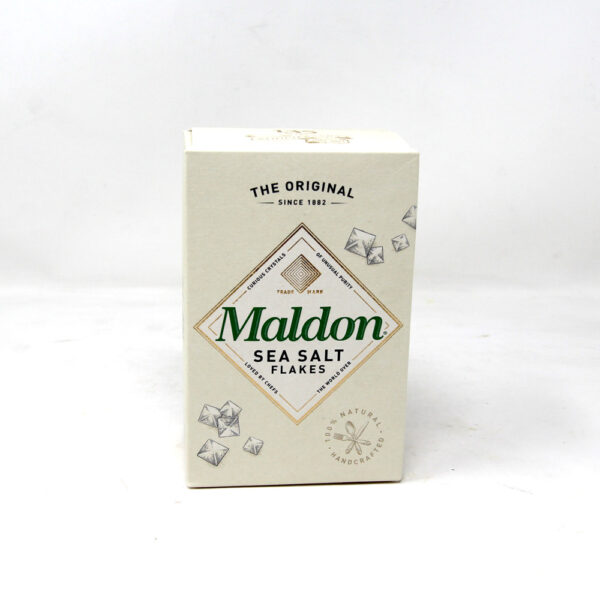 THE ORIGINAL
SINCE 1882
CURIOUS CRYSTALS
OF UNUSUAL PURITY
TRADE MARK
Maldon®
SEA SALT
FLAKES
LOVED BY CHEFS
THE WORLD OVER
100% NATURAL · HANDCRAFTED ·